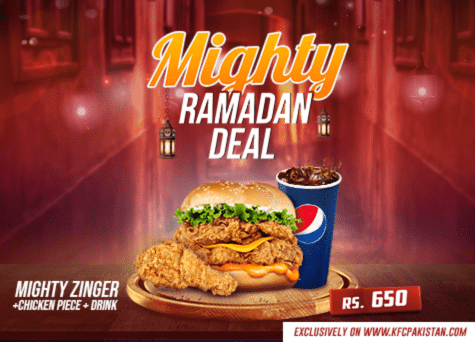 Mighty
RAMADAN
DEAL
MIGHTY ZINGER
+CHICKEN PIECE + DRINK
RS. 650
EXCLUSIVELY ON WWW.KFCPAKISTAN.COM